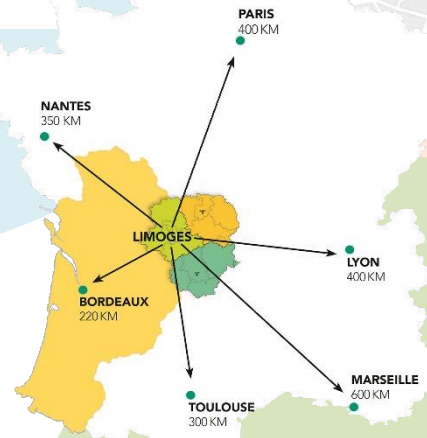 PARIS
400 KM
NANTES
350 KM
LIMOGES
LYON
400 KM
BORDEAUX
220 KM
MARSEILLE
600 KM
TOULOUSE
300 KM